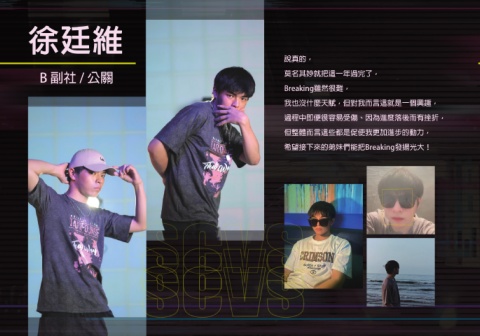 徐廷維
B 副社 / 公關
說真的，
莫名其妙就把這一年過完了，
Breaking雖然很難，
我也沒什麼天賦，但對我而言這就是一個興趣，
過程中即便很容易受傷、因為進度落後而有挫折，
但整體而言這些都是促使我更加進步的動力，
希望接下來的弟妹們能把Breaking發揚光大！
CRIMSON
SCVS
SCVS